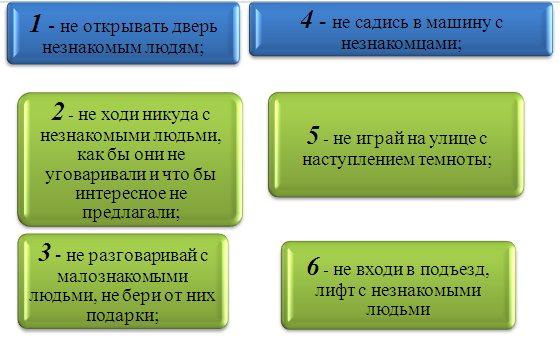 1 - не открывать дверь
незнакомым людям;
2 - не ходи никуда с
незнакомыми людьми,
как бы они не
уговаривали и что бы
интересное не
предлагали;
3 - не разговаривай с
малознакомыми
людьми, не бери от них
подарки;
4 - не садись в машину с
незнакомцами;
5 - не играй на улице с
наступлением темноты;
6 - не входи в подъезд,
лифт с незнакомыми
людьми